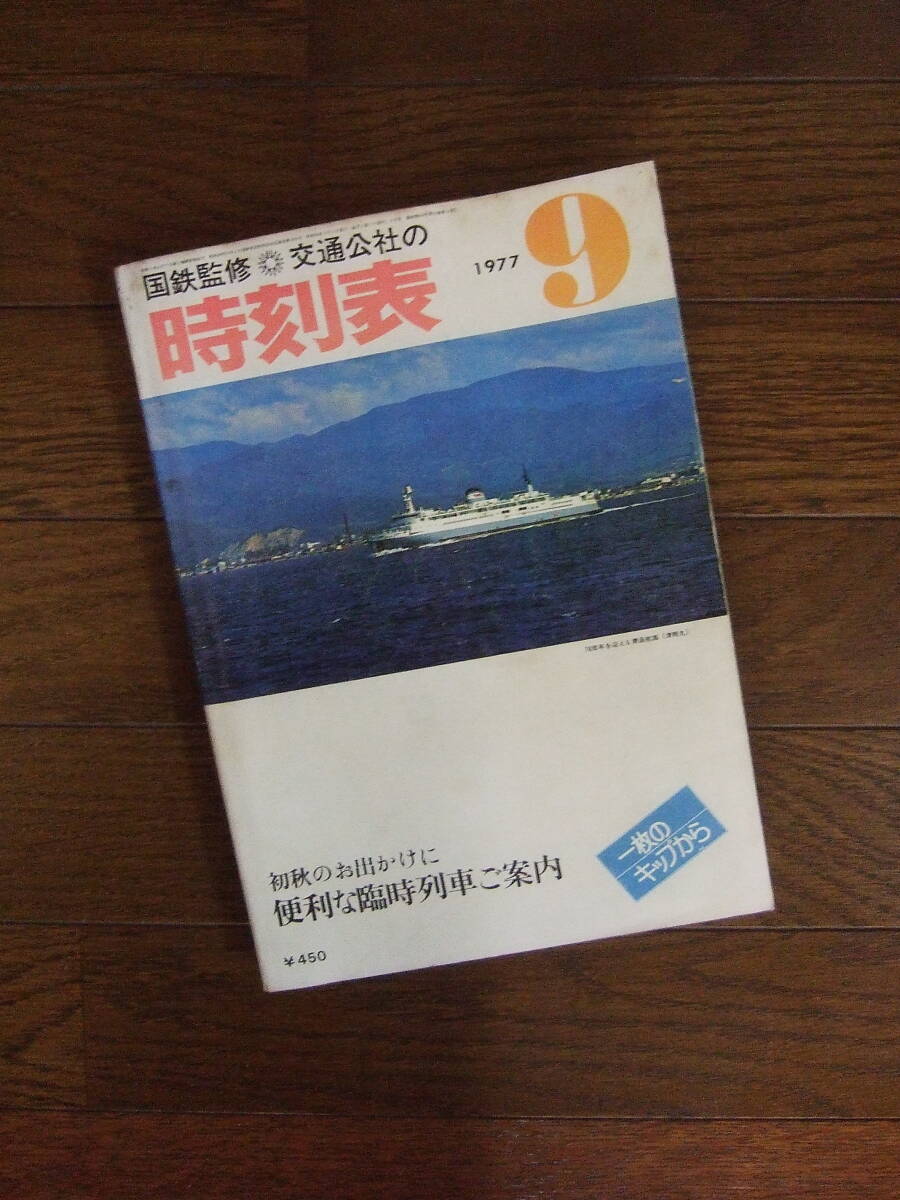 国鉄監修 交通公社の
時刻表
1977
9
初秋のお出かけに
便利な臨時列車ご案内
一枚の
キップから
¥450